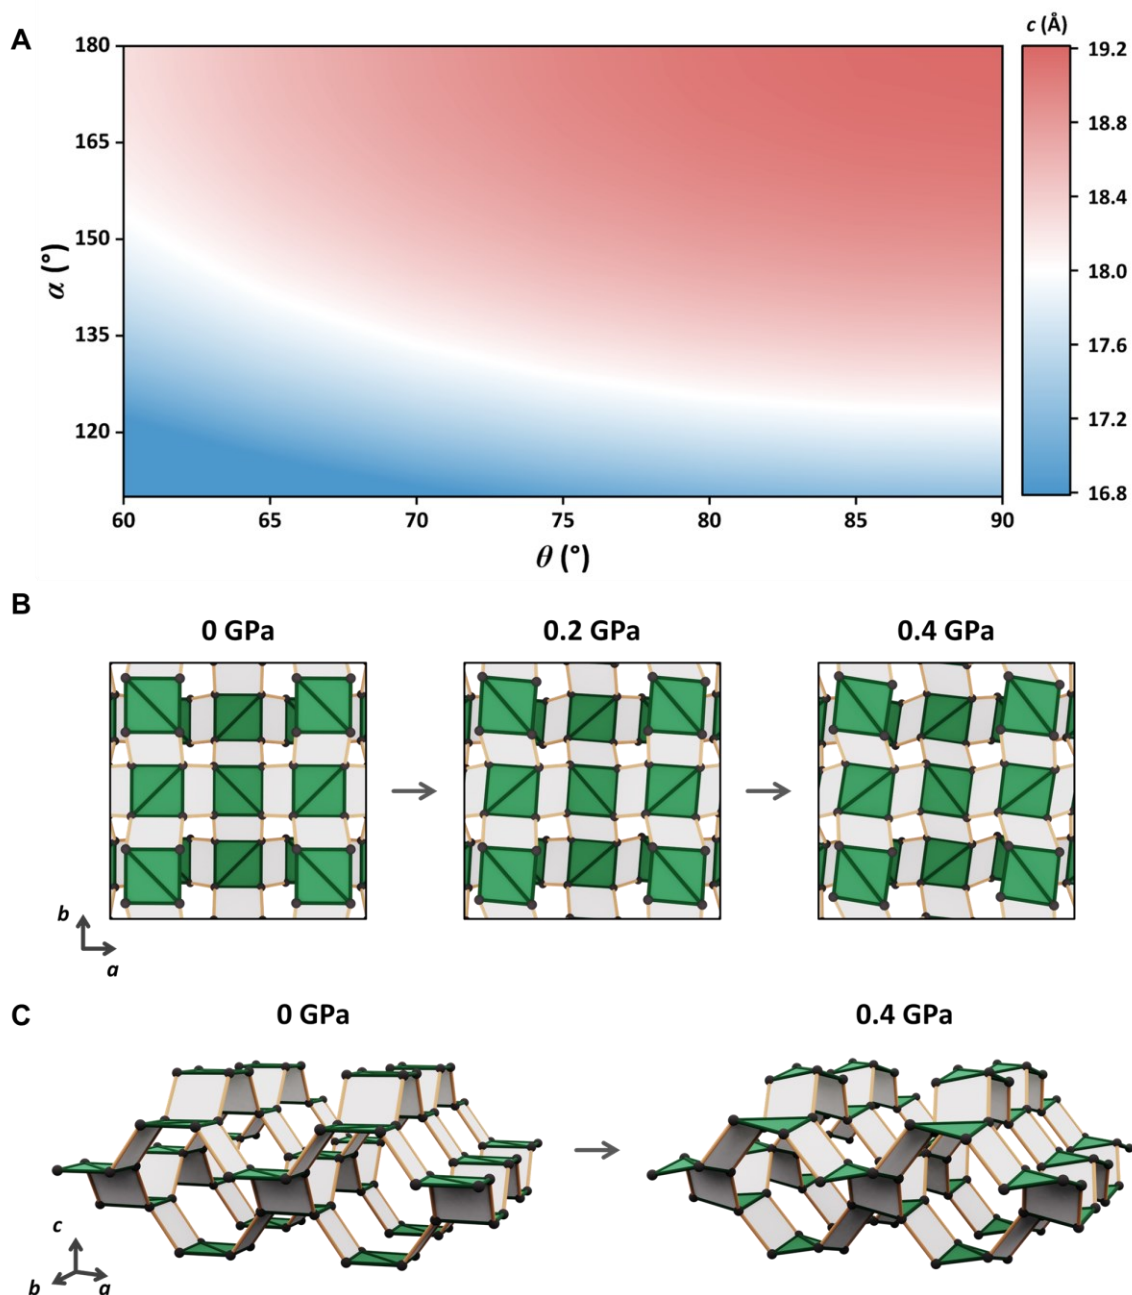 A
c (Å)
180
165
150
135
120
α (°)
19.2
18.8
18.4
18.0
17.6
17.2
16.8
60 65 70 75 80 85 90
θ (°)
B
0 GPa 0.2 GPa 0.4 GPa
b
a
C
0 GPa 0.4 GPa
c
b a